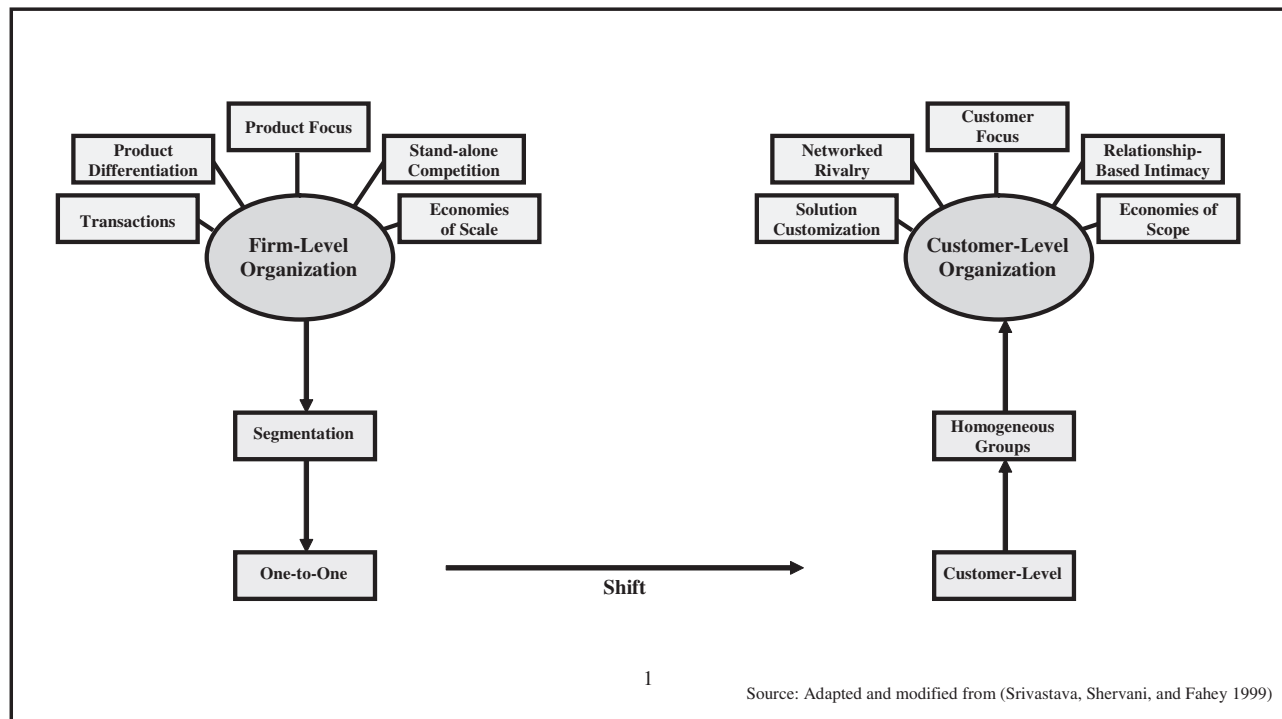 Product Focus
Product
Differentiation
Stand-alone
Competition
Transactions
Economies
of Scale
Firm-Level
Organization
Segmentation
One-to-One
Shift
Customer
Focus
Networked
Rivalry
Relationship-
Based Intimacy
Solution
Customization
Economies of
Scope
Customer-Level
Organization
Homogeneous
Groups
Customer-Level
1
Source: Adapted and modified from (Srivastava, Shervani, and Fahey 1999)